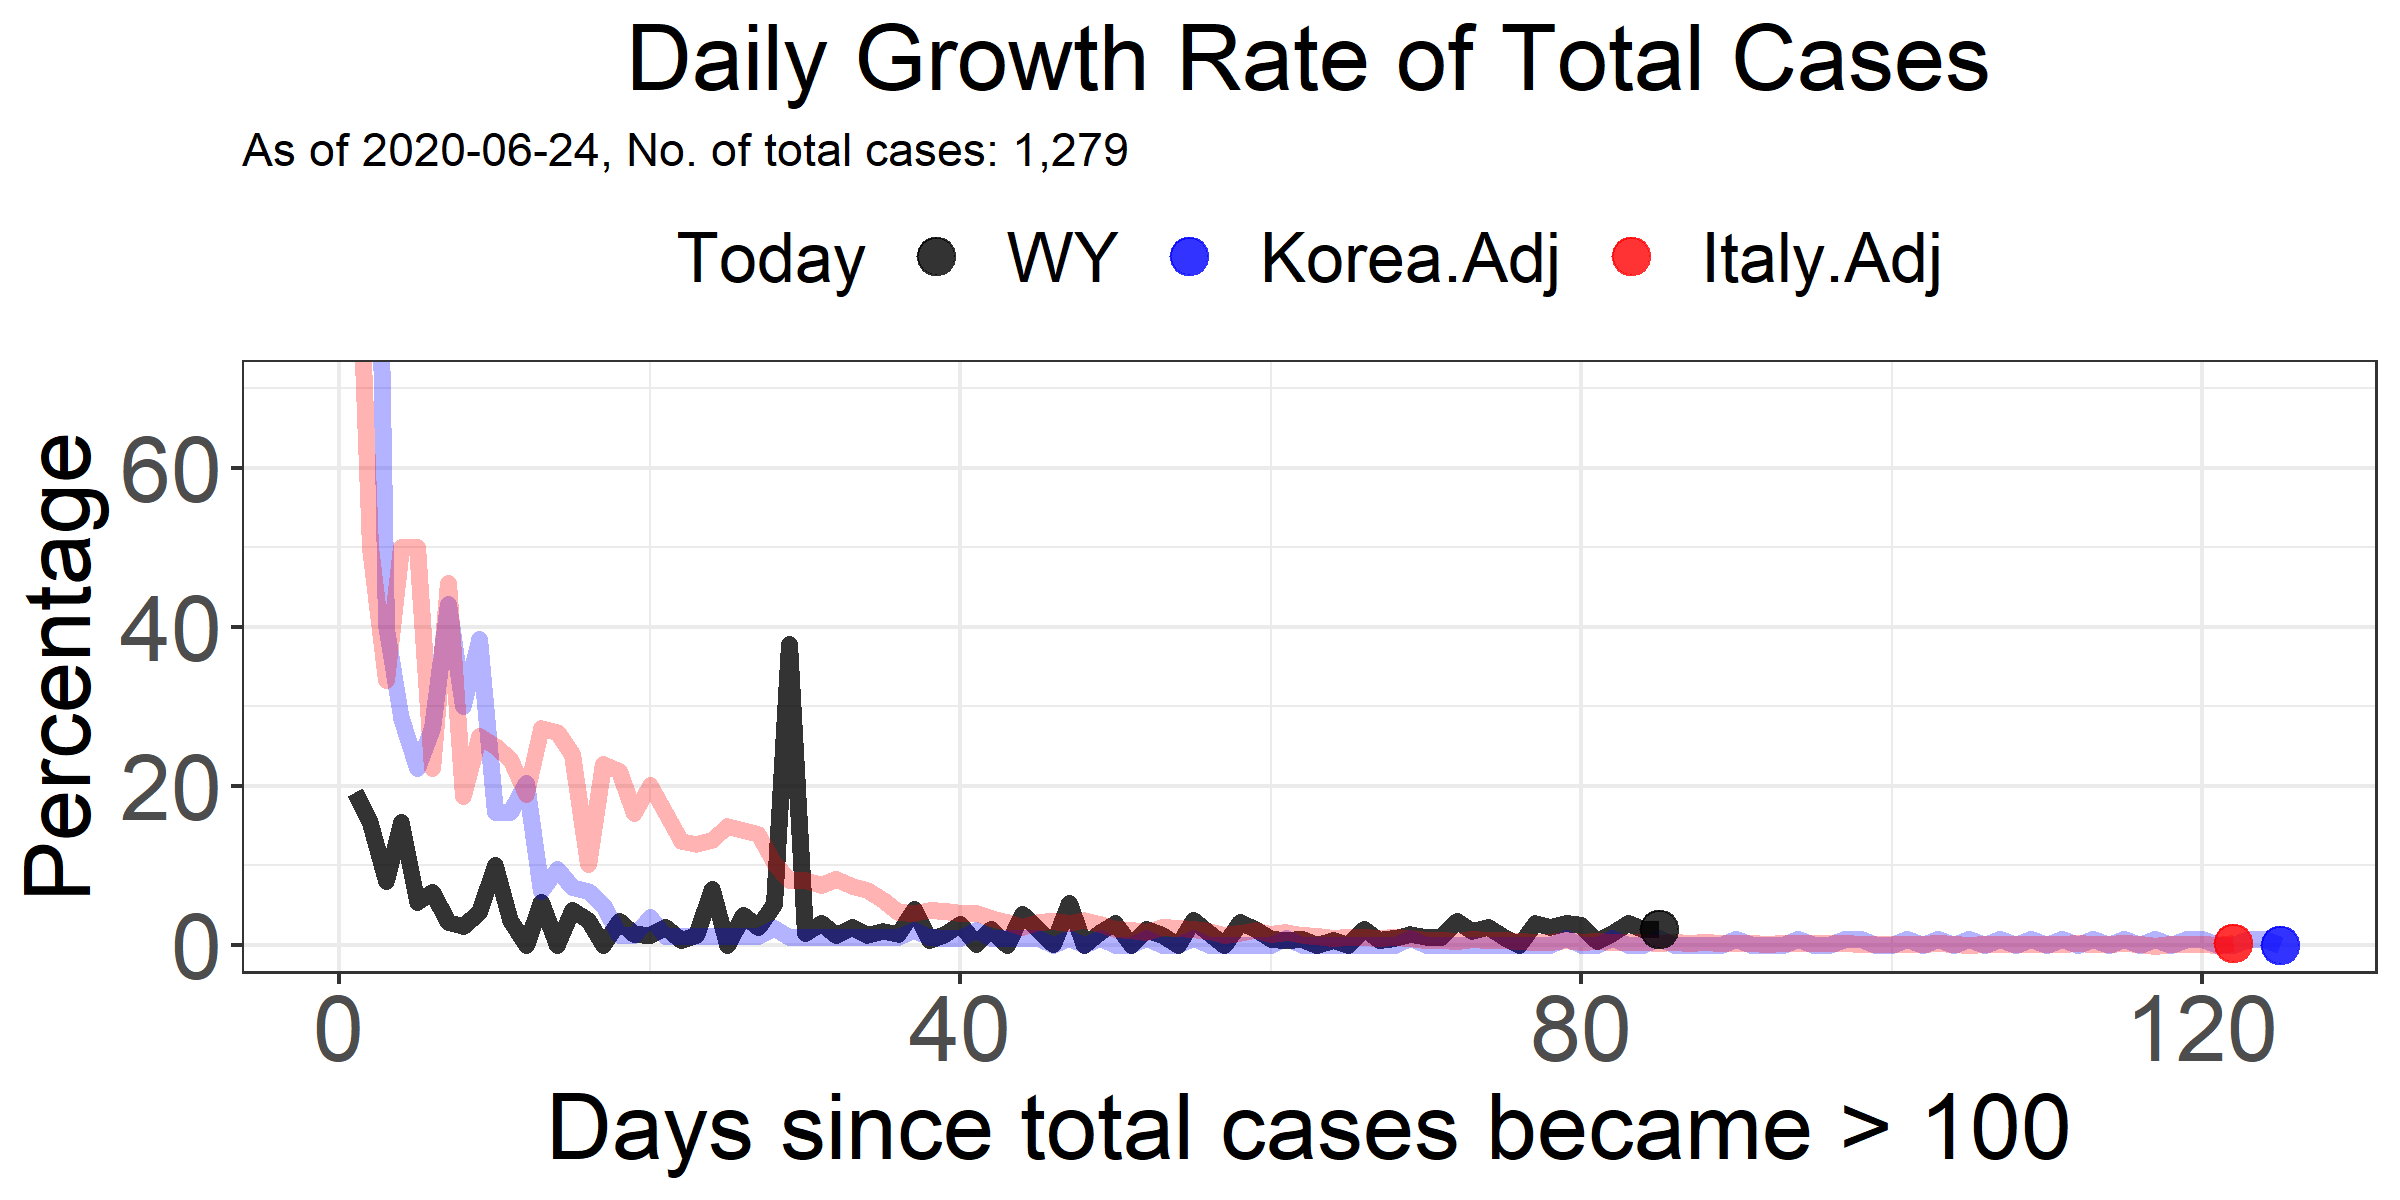 Daily Growth Rate of Total Cases
As of 2020-06-24, No. of total cases: 1,279
Today WY Korea.Adj Italy.Adj
Percentage
60
40
20
0
0 40 80 120
Days since total cases became > 100